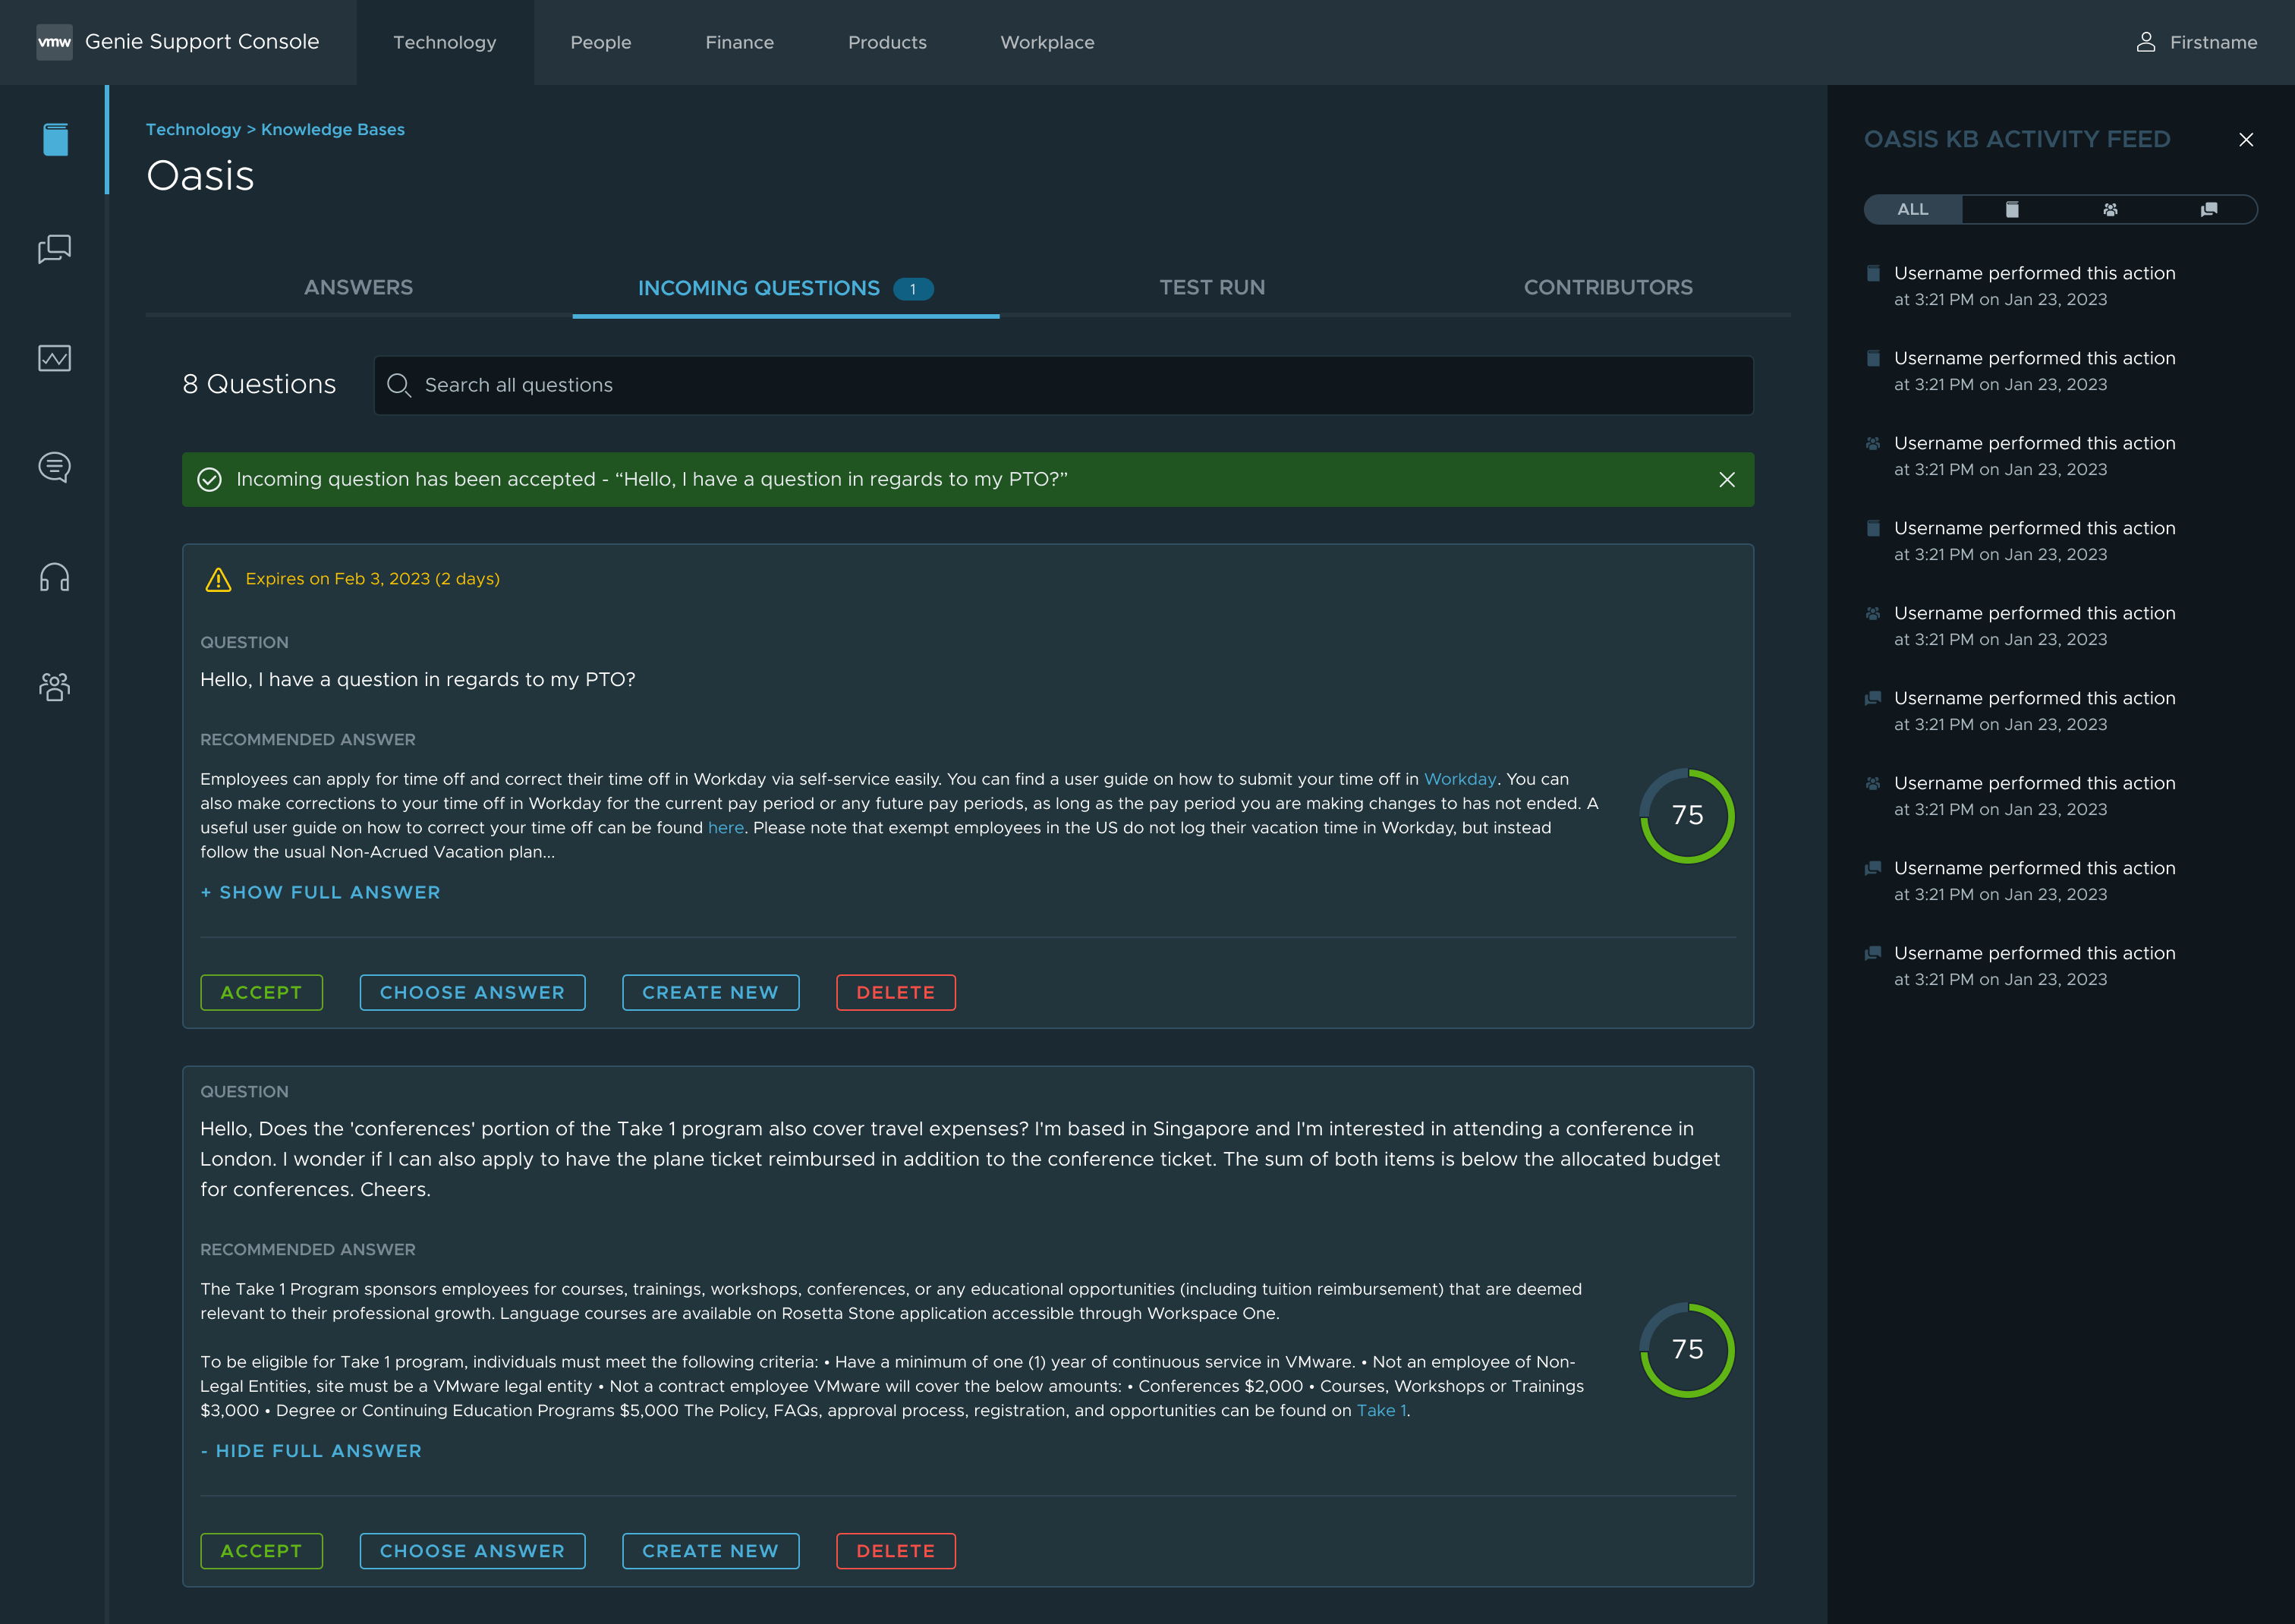 vmw Genie Support Console
Technology
People
Finance
Products
Workplace
Firstname
Technology > Knowledge Bases
Oasis
ANSWERS
INCOMING QUESTIONS 1
TEST RUN
CONTRIBUTORS
8 Questions
Search all questions
Incoming question has been accepted - “Hello, I have a question in regards to my PTO?”
Expires on Feb 3, 2023 (2 days)
QUESTION
Hello, I have a question in regards to my PTO?
RECOMMENDED ANSWER
Employees can apply for time off and correct their time off in Workday via self-service easily. You can find a user guide on how to submit your time off in Workday. You can
also make corrections to your time off in Workday for the current pay period or any future pay periods, as long as the pay period you are making changes to has not ended. A
useful user guide on how to correct your time off can be found here. Please note that exempt employees in the US do not log their vacation time in Workday, but instead
follow the usual Non-Acrued Vacation plan...
+ SHOW FULL ANSWER
75
ACCEPT
CHOOSE ANSWER
CREATE NEW
DELETE
QUESTION
Hello, Does the 'conferences' portion of the Take 1 program also cover travel expenses? I'm based in Singapore and I'm interested in attending a conference in
London. I wonder if I can also apply to have the plane ticket reimbursed in addition to the conference ticket. The sum of both items is below the allocated budget
for conferences. Cheers.
RECOMMENDED ANSWER
The Take 1 Program sponsors employees for courses, trainings, workshops, conferences, or any educational opportunities (including tuition reimbursement) that are deemed
relevant to their professional growth. Language courses are available on Rosetta Stone application accessible through Workspace One.
To be eligible for Take 1 program, individuals must meet the following criteria: • Have a minimum of one (1) year of continuous service in VMware. • Not an employee of Non-
Legal Entities, site must be a VMware legal entity • Not a contract employee VMware will cover the below amounts: • Conferences $2,000 • Courses, Workshops or Trainings
$3,000 • Degree or Continuing Education Programs $5,000 The Policy, FAQs, approval process, registration, and opportunities can be found on Take 1.
- HIDE FULL ANSWER
75
ACCEPT
CHOOSE ANSWER
CREATE NEW
DELETE
OASIS KB ACTIVITY FEED
ALL
Username performed this action
at 3:21 PM on Jan 23, 2023
Username performed this action
at 3:21 PM on Jan 23, 2023
Username performed this action
at 3:21 PM on Jan 23, 2023
Username performed this action
at 3:21 PM on Jan 23, 2023
Username performed this action
at 3:21 PM on Jan 23, 2023
Username performed this action
at 3:21 PM on Jan 23, 2023
Username performed this action
at 3:21 PM on Jan 23, 2023
Username performed this action
at 3:21 PM on Jan 23, 2023
Username performed this action
at 3:21 PM on Jan 23, 2023